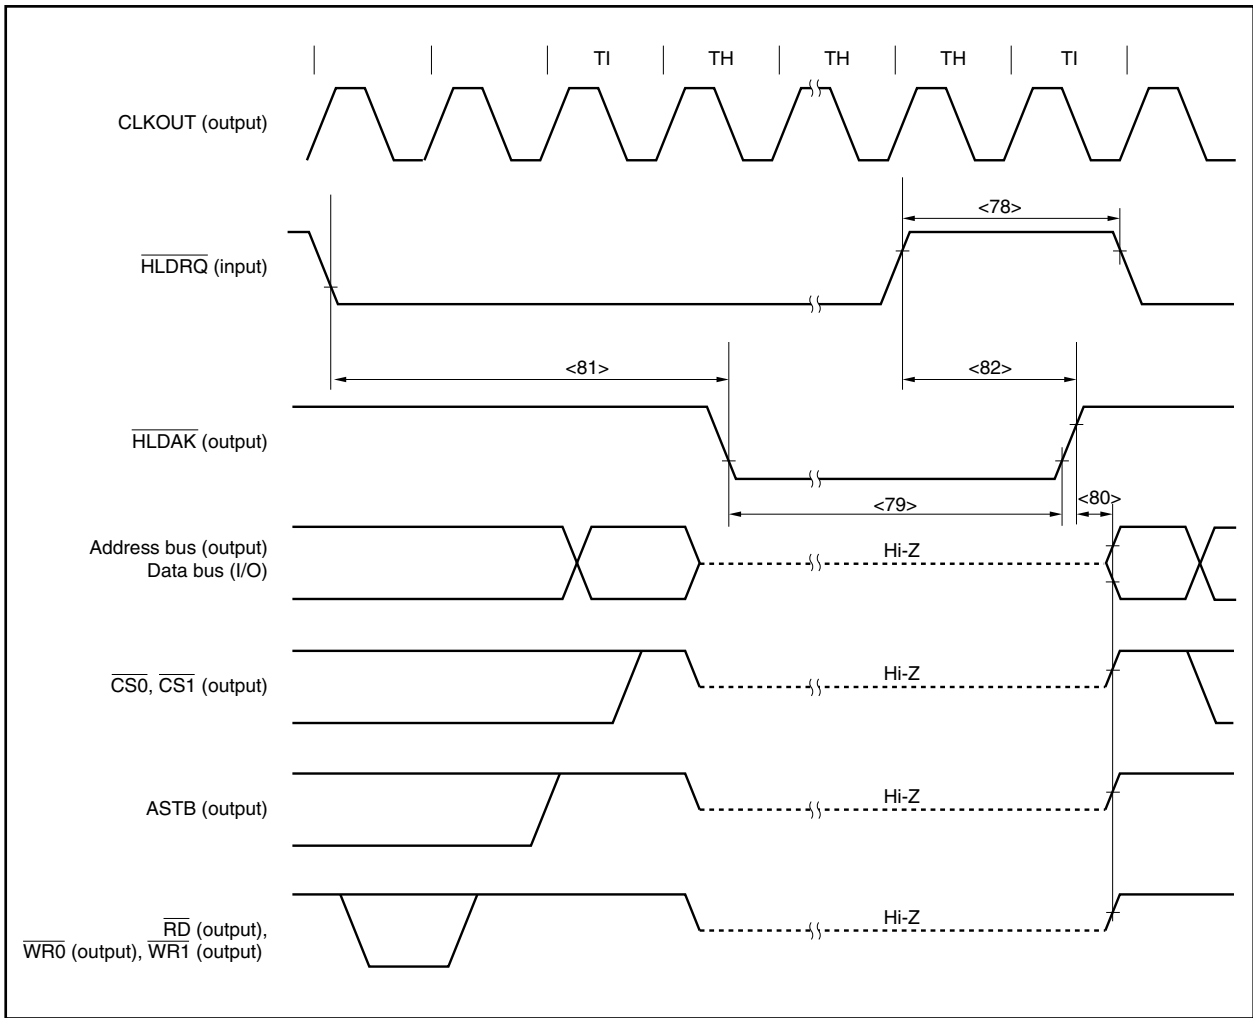 TI TH TH TH TI
CLKOUT (output)
<78>
HLDRQ (input)
<81> <82>
HLDAK (output)
<79> <80>
Address bus (output)
Data bus (I/O)
Hi-Z
CS0, CS1 (output)
Hi-Z
ASTB (output)
Hi-Z
RD (output),
WR0 (output), WR1 (output)
Hi-Z